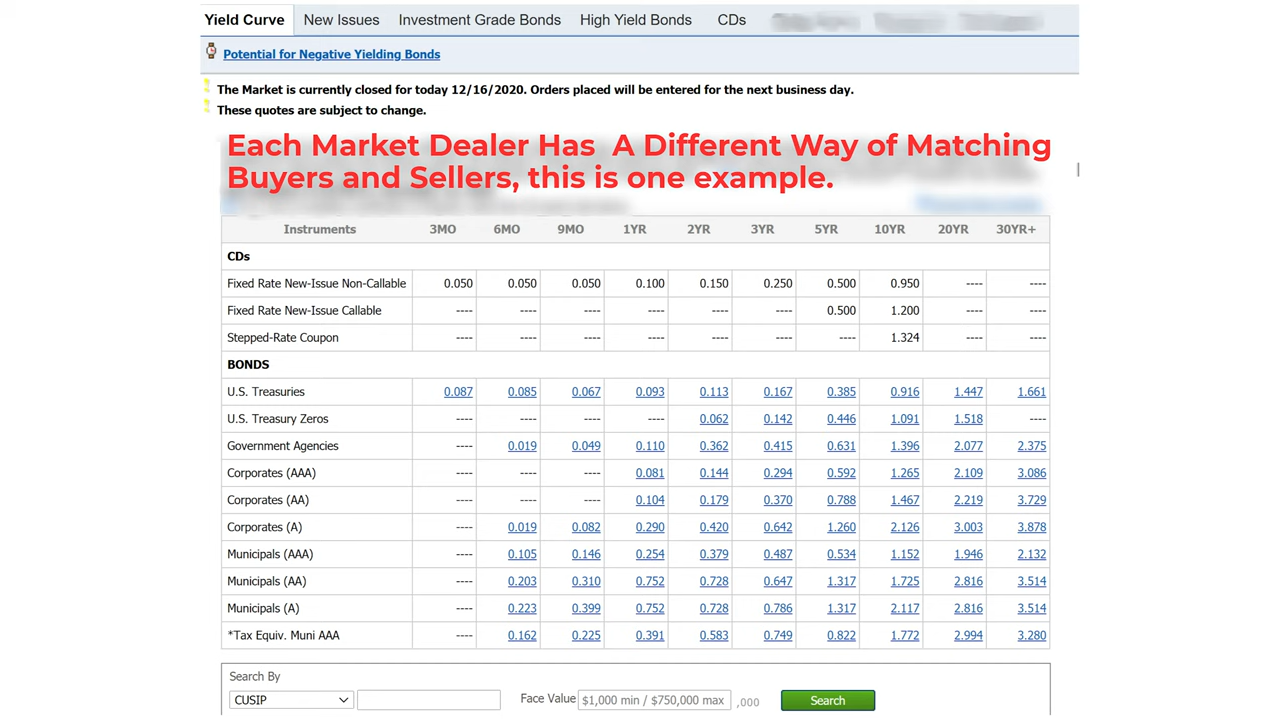 Yield Curve New Issues Investment Grade Bonds High Yield Bonds CDs
Potential for Negative Yielding Bonds
The Market is currently closed for today 12/16/2020. Orders placed will be entered for the next business day.
These quotes are subject to change.
Each Market Dealer Has A Different Way of Matching
Buyers and Sellers, this is one example.
Instruments 3MO 6MO 9MO 1YR 2YR 3YR 5YR 10YR 20YR 30YR+
CDs
Fixed Rate New-Issue Non-Callable 0.050 0.050 0.050 0.100 0.150 0.250 0.500 0.950 ---- ----
Fixed Rate New-Issue Callable ---- ---- ---- ---- ---- ---- 0.500 1.200 ---- ----
Stepped-Rate Coupon ---- ---- ---- ---- ---- ---- ---- 1.324 ---- ----
BONDS
U.S. Treasuries 0.087 0.085 0.067 0.093 0.113 0.167 0.385 0.916 1.447 1.661
U.S. Treasury Zeros ---- ---- ---- ---- 0.062 0.142 0.446 1.091 1.518 ----
Government Agencies ---- 0.019 0.049 0.110 0.362 0.415 0.631 1.396 2.077 2.375
Corporates (AAA) ---- ---- ---- 0.081 0.144 0.294 0.592 1.265 2.109 3.086
Corporates (AA) ---- ---- ---- 0.104 0.179 0.370 0.788 1.467 2.219 3.729
Corporates (A) ---- 0.019 0.082 0.290 0.420 0.642 1.260 2.126 3.003 3.878
Municipals (AAA) ---- 0.105 0.146 0.254 0.379 0.487 0.534 1.152 1.946 2.132
Municipals (AA) ---- 0.203 0.310 0.752 0.728 0.647 1.317 1.725 2.816 3.514
Municipals (A) ---- 0.223 0.399 0.752 0.728 0.786 1.317 2.117 2.816 3.514
*Tax Equiv. Muni AAA ---- 0.162 0.225 0.391 0.583 0.749 0.822 1.772 2.994 3.280
Search By
CUSIP Face Value $1,000 min / $750,000 max ,000 Search